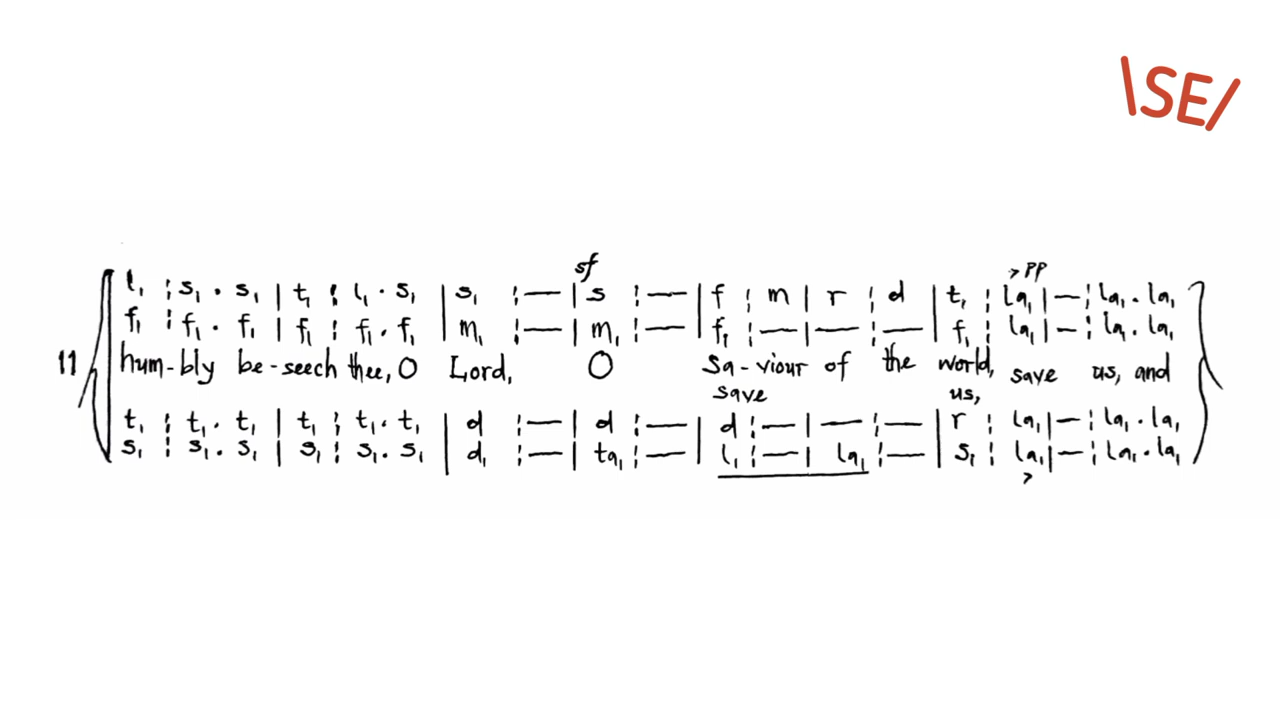 \SE/
sf
> PP
l₁ ¦ s₁ . s₁ | t₁ ¦ l₁ . s₁ | s₁ ¦ — | s ¦ — | f ¦ m | r ¦ d | t₁ ¦ la₁ | — ¦ la₁ . la₁
f₁ ¦ f₁ . f₁ | f₁ ¦ f₁ . f₁ | m₁ ¦ — | m₁ ¦ — | f₁ ¦ — | — ¦ — | f₁ ¦ la₁ | — ¦ la₁ . la₁
11 hum-bly be-seech thee, O Lord, O Sa-viour of the world, save us, and
save us,
t₁ ¦ t₁ . t₁ | t₁ ¦ t₁ . t₁ | d ¦ — | d ¦ — | d ¦ — | — ¦ — | r ¦ la₁ | — ¦ la₁ . la₁
s₁ ¦ s₁ . s₁ | s₁ ¦ s₁ . s₁ | d₁ ¦ — | ta₁ ¦ — | l₁ ¦ — | la₁ ¦ — | s₁ ¦ la₁ | — ¦ la₁ . la₁
>